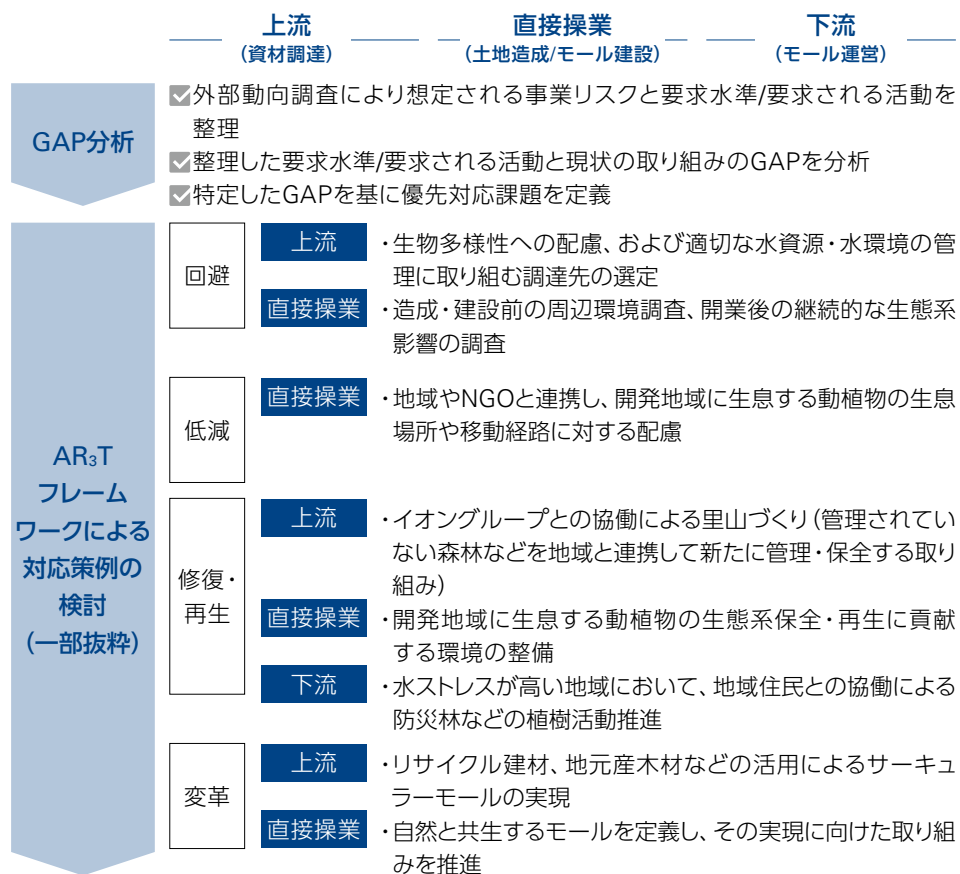 上流
(資材調達)
直接操業
(土地造成/モール建設)
下流
(モール運営)
GAP分析
外部動向調査により想定される事業リスクと要求水準/要求される活動を
整理
整理した要求水準/要求される活動と現状の取り組みのGAPを分析
特定したGAPを基に優先対応課題を定義
AR₃T
フレーム
ワークによる
対応策例の
検討
(一部抜粋)
回避
上流
・生物多様性への配慮、および適切な水資源・水環境の管
理に取り組む調達先の選定
直接操業
・造成・建設前の周辺環境調査、開業後の継続的な生態系
影響の調査
低減
直接操業
・地域やNGOと連携し、開発地域に生息する動植物の生息
場所や移動経路に対する配慮
修復・
再生
上流
・イオングループとの協働による里山づくり(管理されてい
ない森林などを地域と連携して新たに管理・保全する取り
組み)
直接操業
・開発地域に生息する動植物の生態系保全・再生に貢献
する環境の整備
下流
・水ストレスが高い地域において、地域住民との協働による
防災林などの植樹活動推進
変革
上流
・リサイクル建材、地元産木材などの活用によるサーキュ
ラーモールの実現
直接操業
・自然と共生するモールを定義し、その実現に向けた取り組
みを推進